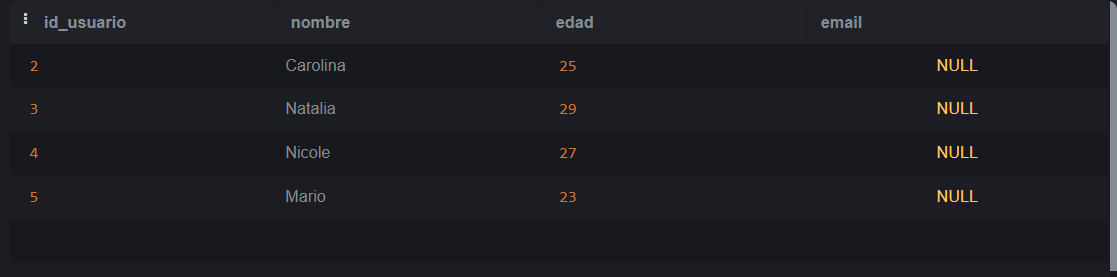 id_usuario nombre edad email
2 Carolina 25 NULL
3 Natalia 29 NULL
4 Nicole 27 NULL
5 Mario 23 NULL